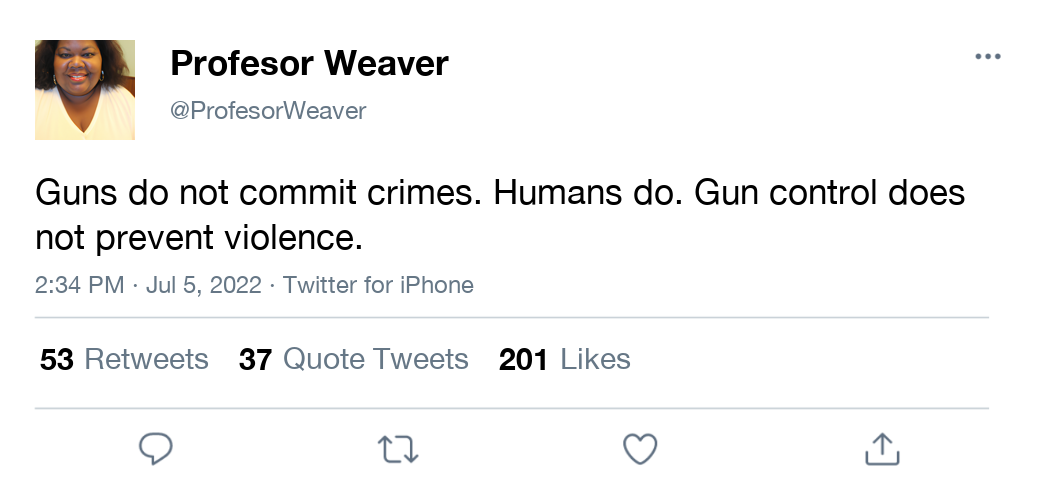 Profesor Weaver
@ProfesorWeaver
Guns do not commit crimes. Humans do. Gun control does
not prevent violence.
2:34 PM · Jul 5, 2022 · Twitter for iPhone
53 Retweets 37 Quote Tweets 201 Likes